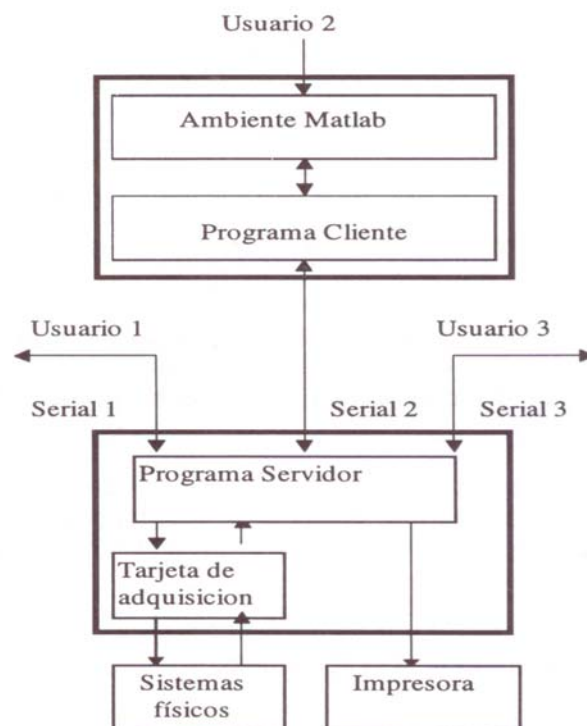 Usuario 2
Ambiente Matlab
Programa Cliente
Usuario 1
Usuario 3
Serial 1
Serial 2
Serial 3
Programa Servidor
Tarjeta de
adquisicion
Sistemas
físicos
Impresora